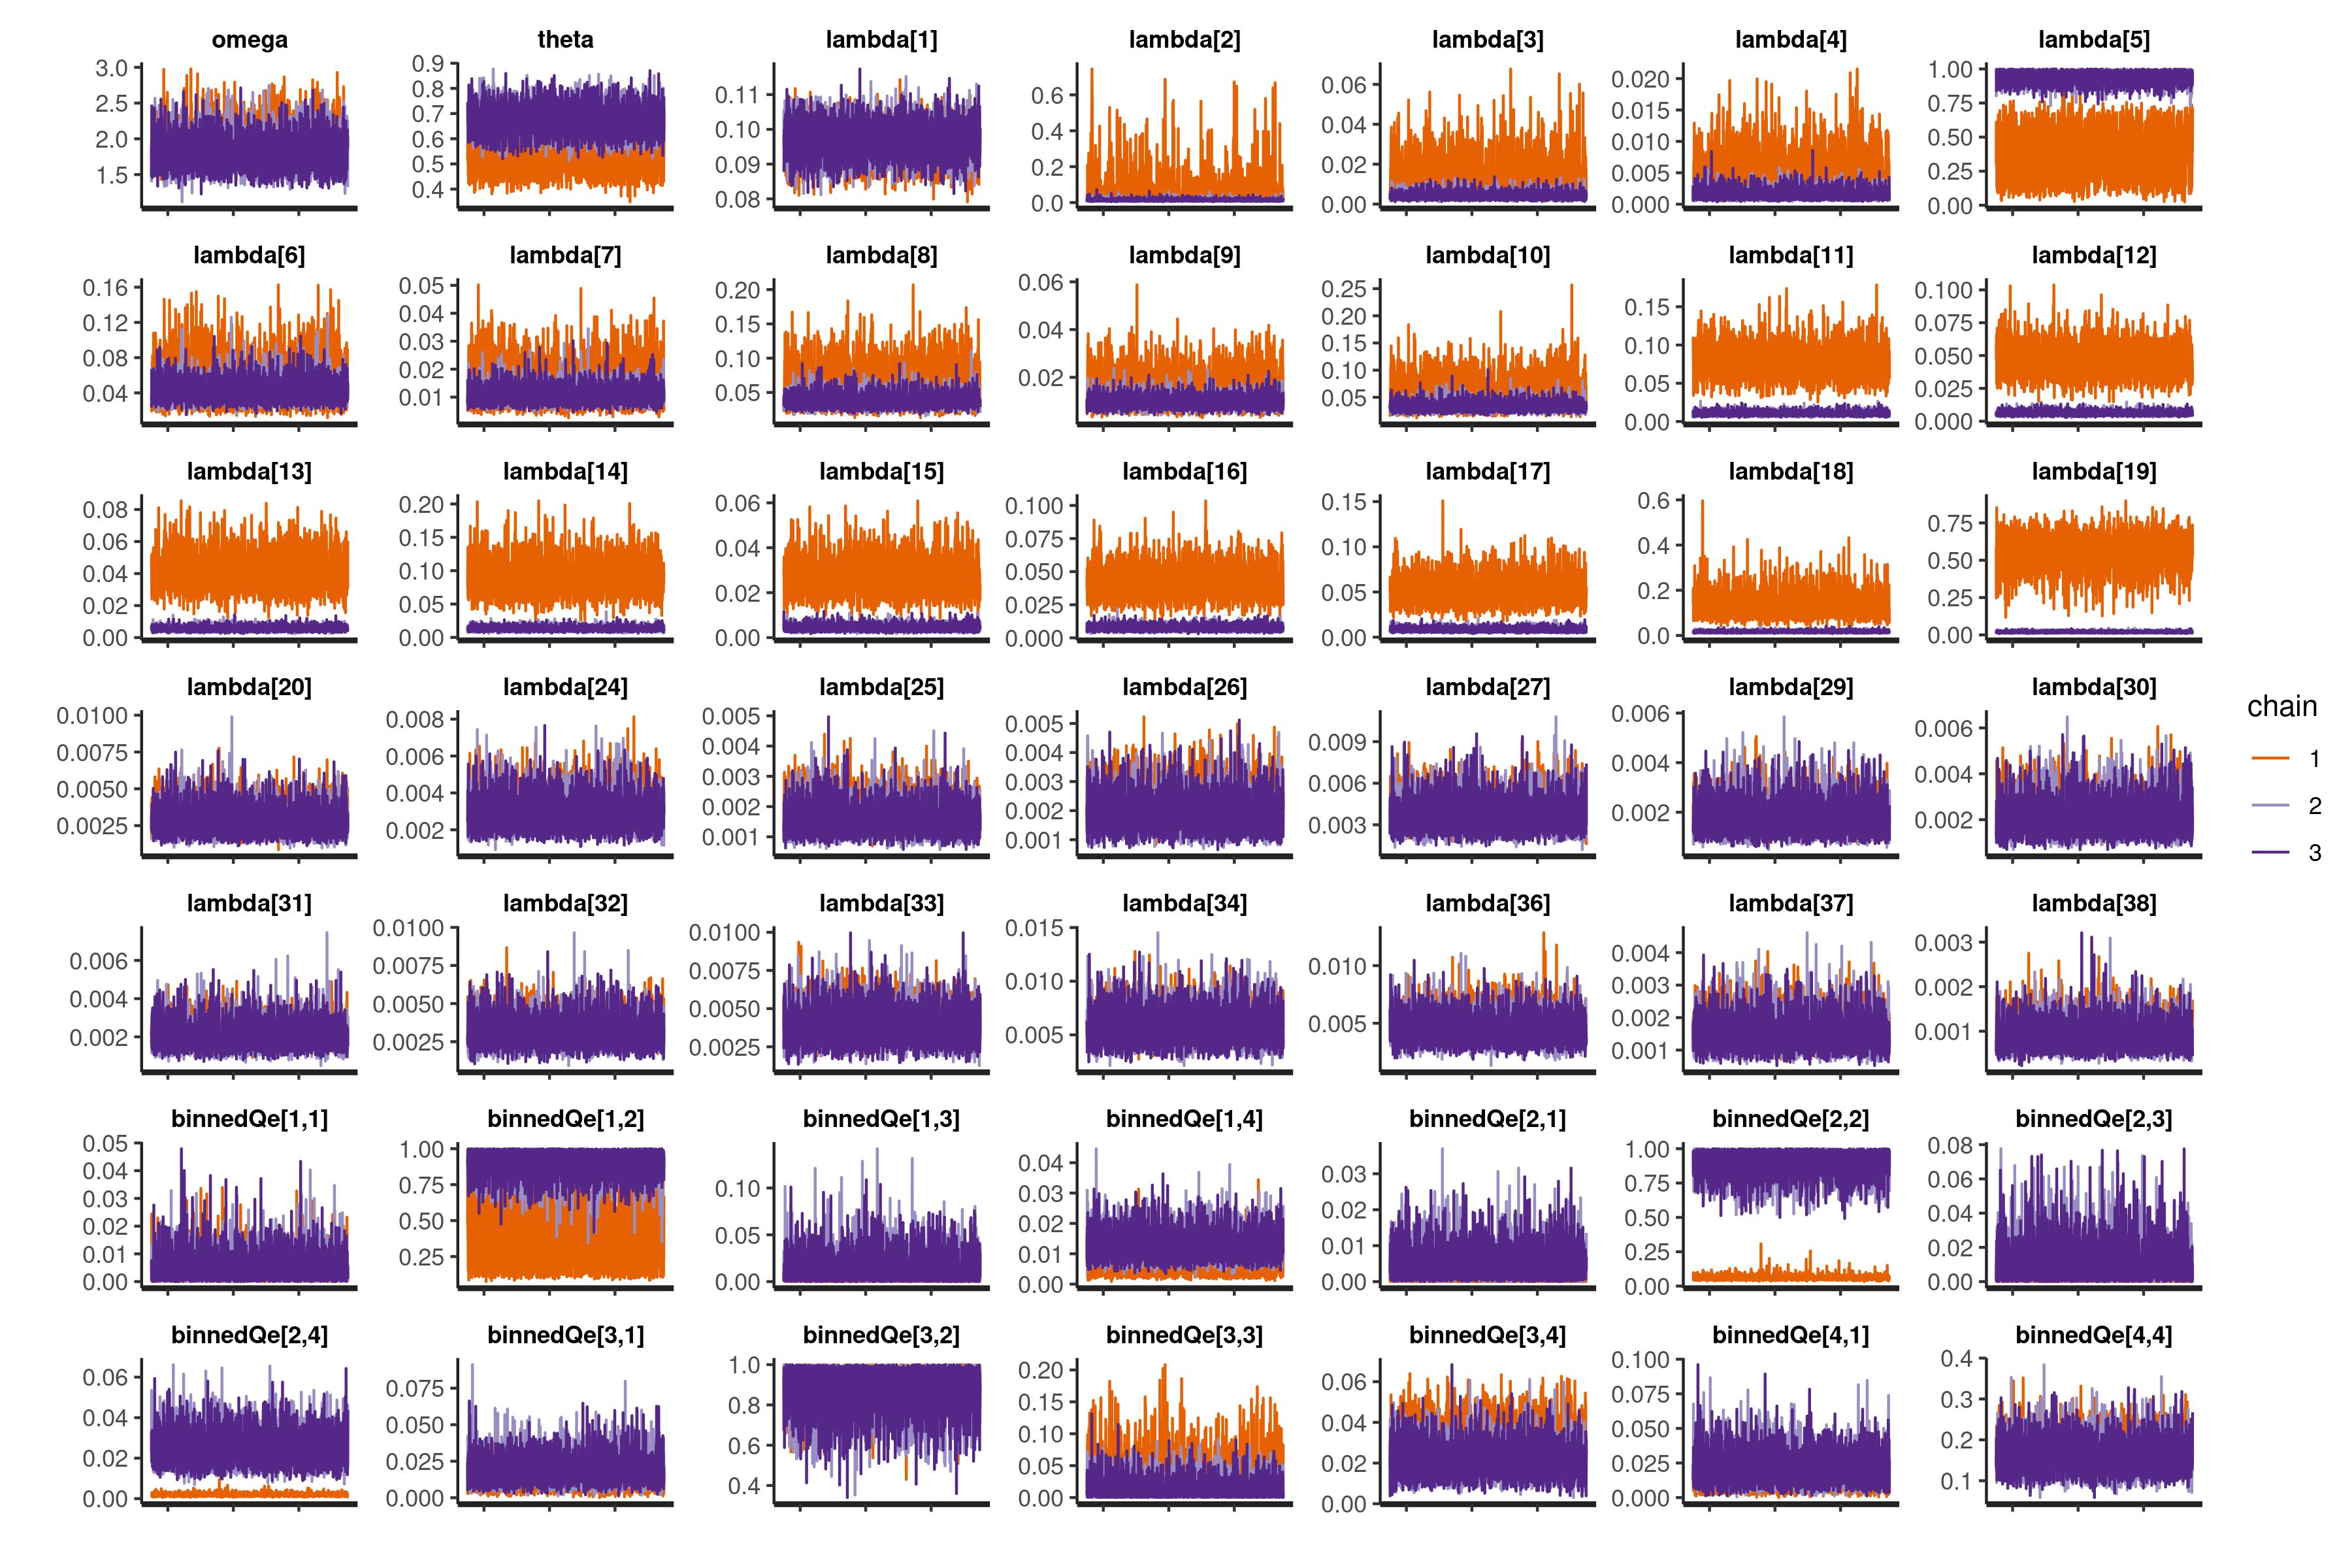 omega theta lambda[1] lambda[2] lambda[3] lambda[4] lambda[5]
3.0 2.5 2.0 1.5
0.9 0.8 0.7 0.6 0.5 0.4
0.11 0.10 0.09 0.08
0.6 0.4 0.2 0.0
0.06 0.04 0.02 0.00
0.020 0.015 0.010 0.005 0.000
1.00 0.75 0.50 0.25 0.00
lambda[6] lambda[7] lambda[8] lambda[9] lambda[10] lambda[11] lambda[12]
0.16 0.12 0.08 0.04
0.05 0.04 0.03 0.02 0.01
0.20 0.15 0.10 0.05
0.06 0.04 0.02
0.25 0.20 0.15 0.10 0.05
0.15 0.10 0.05 0.00
0.100 0.075 0.050 0.025 0.000
lambda[13] lambda[14] lambda[15] lambda[16] lambda[17] lambda[18] lambda[19]
0.08 0.06 0.04 0.02 0.00
0.20 0.15 0.10 0.05 0.00
0.06 0.04 0.02 0.00
0.100 0.075 0.050 0.025 0.000
0.15 0.10 0.05 0.00
0.6 0.4 0.2 0.0
0.75 0.50 0.25 0.00
lambda[20] lambda[24] lambda[25] lambda[26] lambda[27] lambda[29] lambda[30]
0.0100 0.0075 0.0050 0.0025
0.008 0.006 0.004 0.002
0.005 0.004 0.003 0.002 0.001
0.005 0.004 0.003 0.002 0.001
0.009 0.006 0.003
0.006 0.004 0.002
0.006 0.004 0.002
chain
1
2
3
lambda[31] lambda[32] lambda[33] lambda[34] lambda[36] lambda[37] lambda[38]
0.006 0.004 0.002
0.0100 0.0075 0.0050 0.0025
0.0100 0.0075 0.0050 0.0025
0.015 0.010 0.005
0.010 0.005
0.004 0.003 0.002 0.001
0.003 0.002 0.001
binnedQe[1,1] binnedQe[1,2] binnedQe[1,3] binnedQe[1,4] binnedQe[2,1] binnedQe[2,2] binnedQe[2,3]
0.05 0.04 0.03 0.02 0.01 0.00
1.00 0.75 0.50 0.25
0.10 0.05 0.00
0.04 0.03 0.02 0.01 0.00
0.03 0.02 0.01 0.00
1.00 0.75 0.50 0.25 0.00
0.08 0.06 0.04 0.02 0.00
binnedQe[2,4] binnedQe[3,1] binnedQe[3,2] binnedQe[3,3] binnedQe[3,4] binnedQe[4,1] binnedQe[4,4]
0.06 0.04 0.02 0.00
0.075 0.050 0.025 0.000
1.0 0.8 0.6 0.4
0.20 0.15 0.10 0.05 0.00
0.06 0.04 0.02 0.00
0.100 0.075 0.050 0.025 0.000
0.4 0.3 0.2 0.1